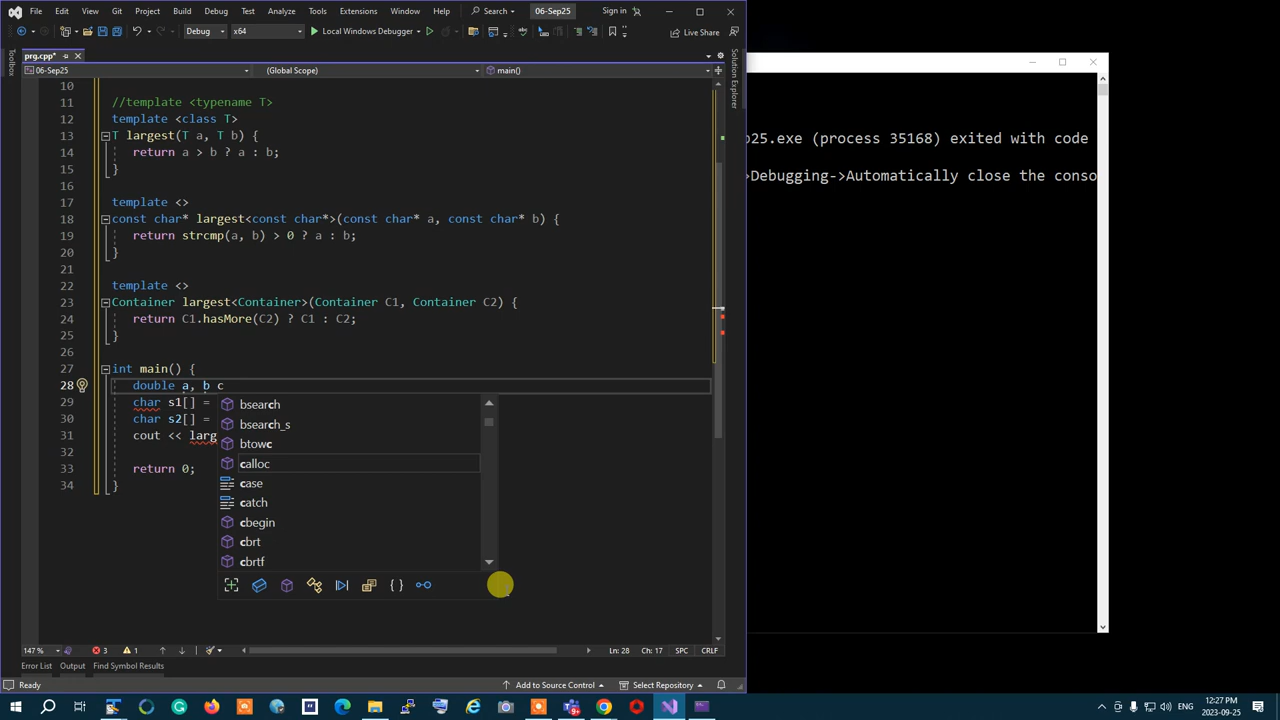 File Edit View Git Project Build Debug Test Analyze Tools Extensions Window Help Search 06-Sep25 Sign in
Debug x64 Local Windows Debugger Live Share
prg.cpp*
06-Sep25 (Global Scope) main()
Toolbox
Solution Explorer
10
11 //template <typename T>
12 template <class T>
13 T largest(T a, T b) {
14 return a > b ? a : b;
15 }
16
17 template <>
18 const char* largest<const char*>(const char* a, const char* b) {
19 return strcmp(a, b) > 0 ? a : b;
20 }
21
22 template <>
23 Container largest<Container>(Container C1, Container C2) {
24 return C1.hasMore(C2) ? C1 : C2;
25 }
26
27 int main() {
28 double a, b c
29 char s1[] =
30 char s2[] =
31 cout << larg
32
33 return 0;
34 }
bsearch
bsearch_s
btowc
calloc
case
catch
cbegin
cbrt
cbrtf
147 % 3 1 Ln: 28 Ch: 17 SPC CRLF
Error List Output Find Symbol Results
Ready Add to Source Control Select Repository
p25.exe (process 35168) exited with code
>Debugging->Automatically close the conso
ENG
12:27 PM
2023-09-25